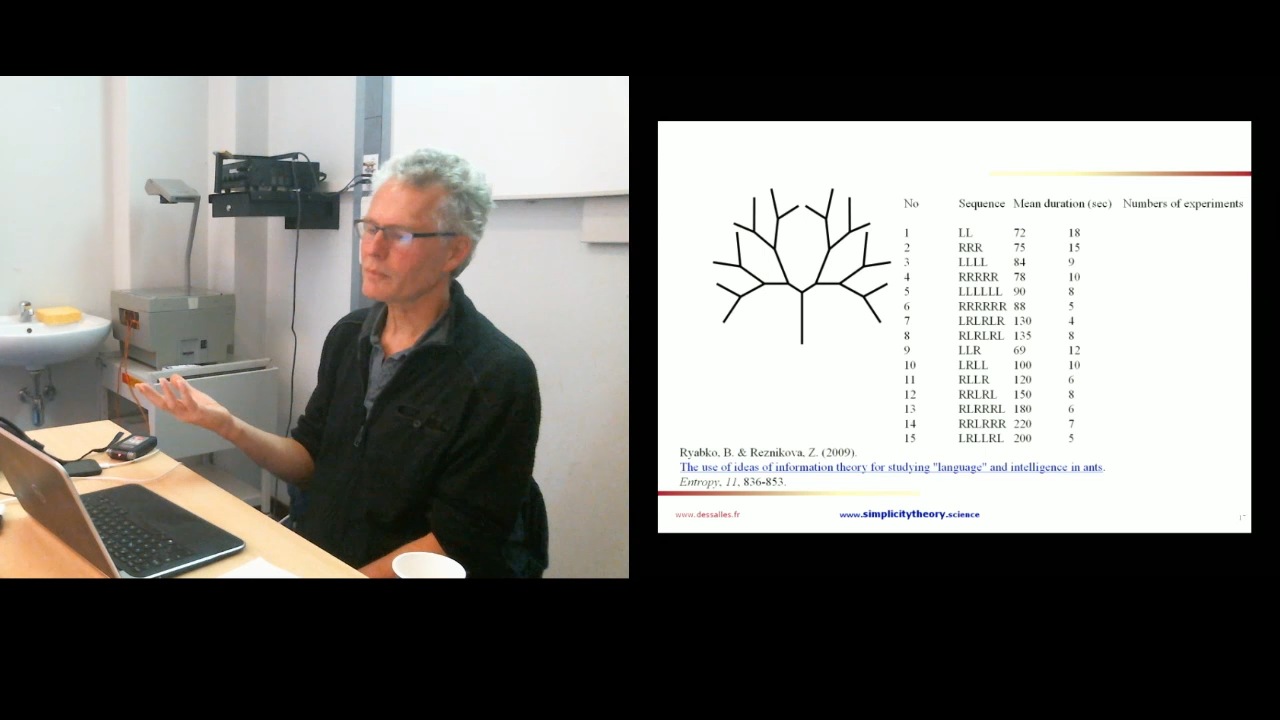 No Sequence Mean duration (sec) Numbers of experiments
1 LL 72 18
2 RRR 75 15
3 LLLL 84 9
4 RRRRR 78 10
5 LLLLLL 90 8
6 RRRRRR 88 5
7 LRLRLR 130 4
8 RLRLRL 135 8
9 LLR 69 12
10 LRLL 100 10
11 RLLR 120 6
12 RRLRL 150 8
13 RLRRRL 180 6
14 RRLRRR 220 7
15 LRLLRL 200 5
Ryabko, B. & Reznikova, Z. (2009).
The use of ideas of information theory for studying "language" and intelligence in ants.
Entropy, 11, 836-853.
www.dessalles.fr www.simplicitytheory.science